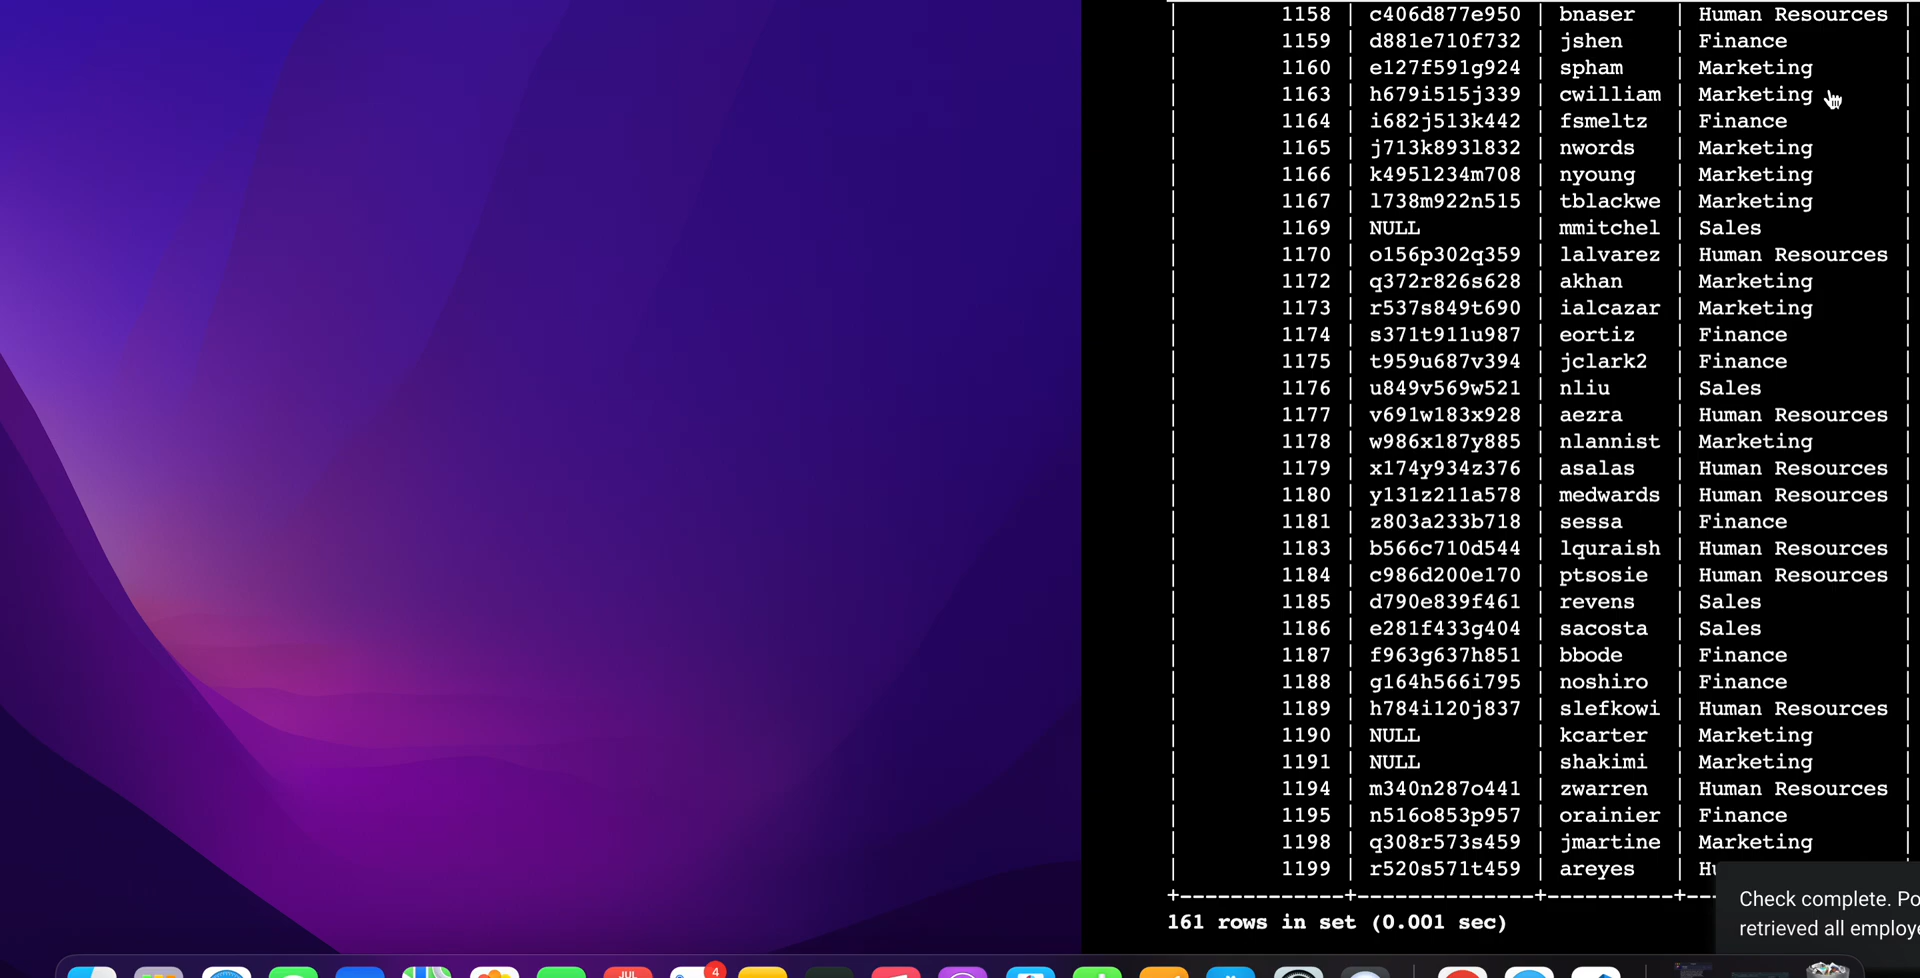 | 1158 | c406d877e950 | bnaser | Human Resources |
| 1159 | d881e710f732 | jshen | Finance |
| 1160 | e127f591g924 | spham | Marketing |
| 1163 | h679i515j339 | cwilliam | Marketing |
| 1164 | i682j513k442 | fsmeltz | Finance |
| 1165 | j713k893l832 | nwords | Marketing |
| 1166 | k495l234m708 | nyoung | Marketing |
| 1167 | l738m922n515 | tblackwe | Marketing |
| 1169 | NULL | mmitchel | Sales |
| 1170 | o156p302q359 | lalvarez | Human Resources |
| 1172 | q372r826s628 | akhan | Marketing |
| 1173 | r537s849t690 | ialcazar | Marketing |
| 1174 | s371t911u987 | eortiz | Finance |
| 1175 | t959u687v394 | jclark2 | Finance |
| 1176 | u849v569w521 | nliu | Sales |
| 1177 | v691w183x928 | aezra | Human Resources |
| 1178 | w986x187y885 | nlannist | Marketing |
| 1179 | x174y934z376 | asalas | Human Resources |
| 1180 | y131z211a578 | medwards | Human Resources |
| 1181 | z803a233b718 | sessa | Finance |
| 1183 | b566c710d544 | lquraish | Human Resources |
| 1184 | c986d200e170 | ptsosie | Human Resources |
| 1185 | d790e839f461 | revens | Sales |
| 1186 | e281f433g404 | sacosta | Sales |
| 1187 | f963g637h851 | bbode | Finance |
| 1188 | g164h566i795 | noshiro | Finance |
| 1189 | h784i120j837 | slefkowi | Human Resources |
| 1190 | NULL | kcarter | Marketing |
| 1191 | NULL | shakimi | Marketing |
| 1194 | m340n287o441 | zwarren | Human Resources |
| 1195 | n516o853p957 | orainier | Finance |
| 1198 | q308r573s459 | jmartine | Marketing |
| 1199 | r520s571t459 | areyes |
161 rows in set (0.001 sec)
Check complete.
retrieved all
JUL
4